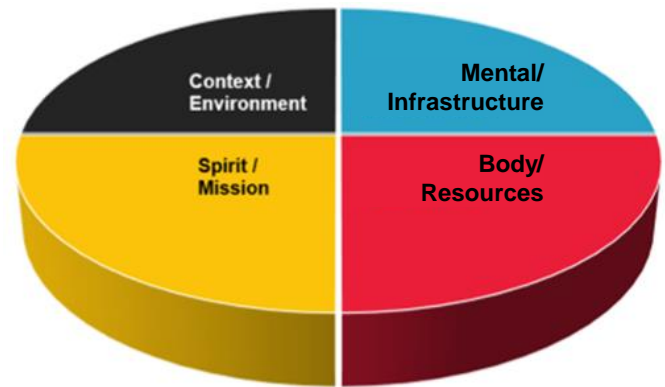 Context /
Environment
Mental/
Infrastructure
Spirit /
Mission
Body/
Resources